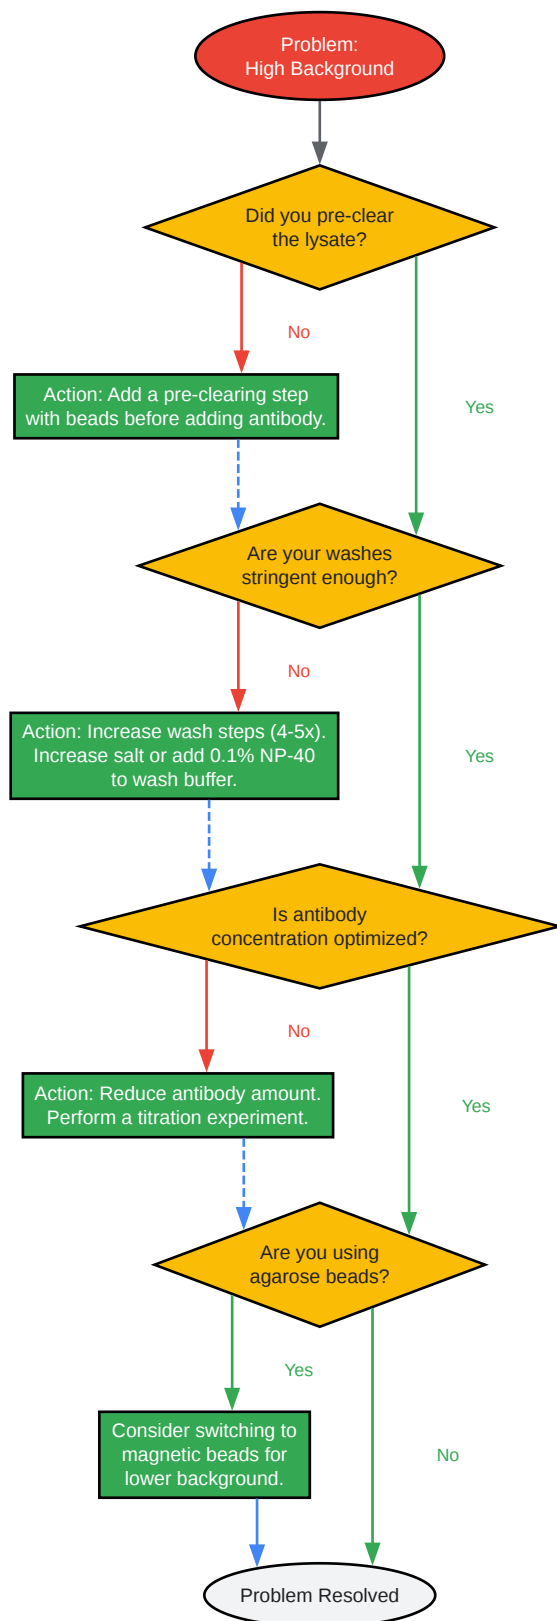 Problem:
High Background
Did you pre-clear
the lysate?
No
Action: Add a pre-clearing step
with beads before adding antibody.
Yes
Are your washes
stringent enough?
No
Action: Increase wash steps (4-5x).
Increase salt or add 0.1% NP-40
to wash buffer.
Yes
Is antibody
concentration optimized?
No
Action: Reduce antibody amount.
Perform a titration experiment.
Yes
Are you using
agarose beads?
Yes
Consider switching to
magnetic beads for
lower background.
No
Problem Resolved